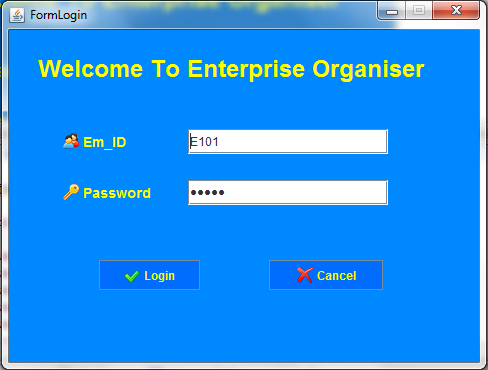 FormLogin
Welcome To Enterprise Organiser
Em_ID
E101
Password
•••••
Login
Cancel